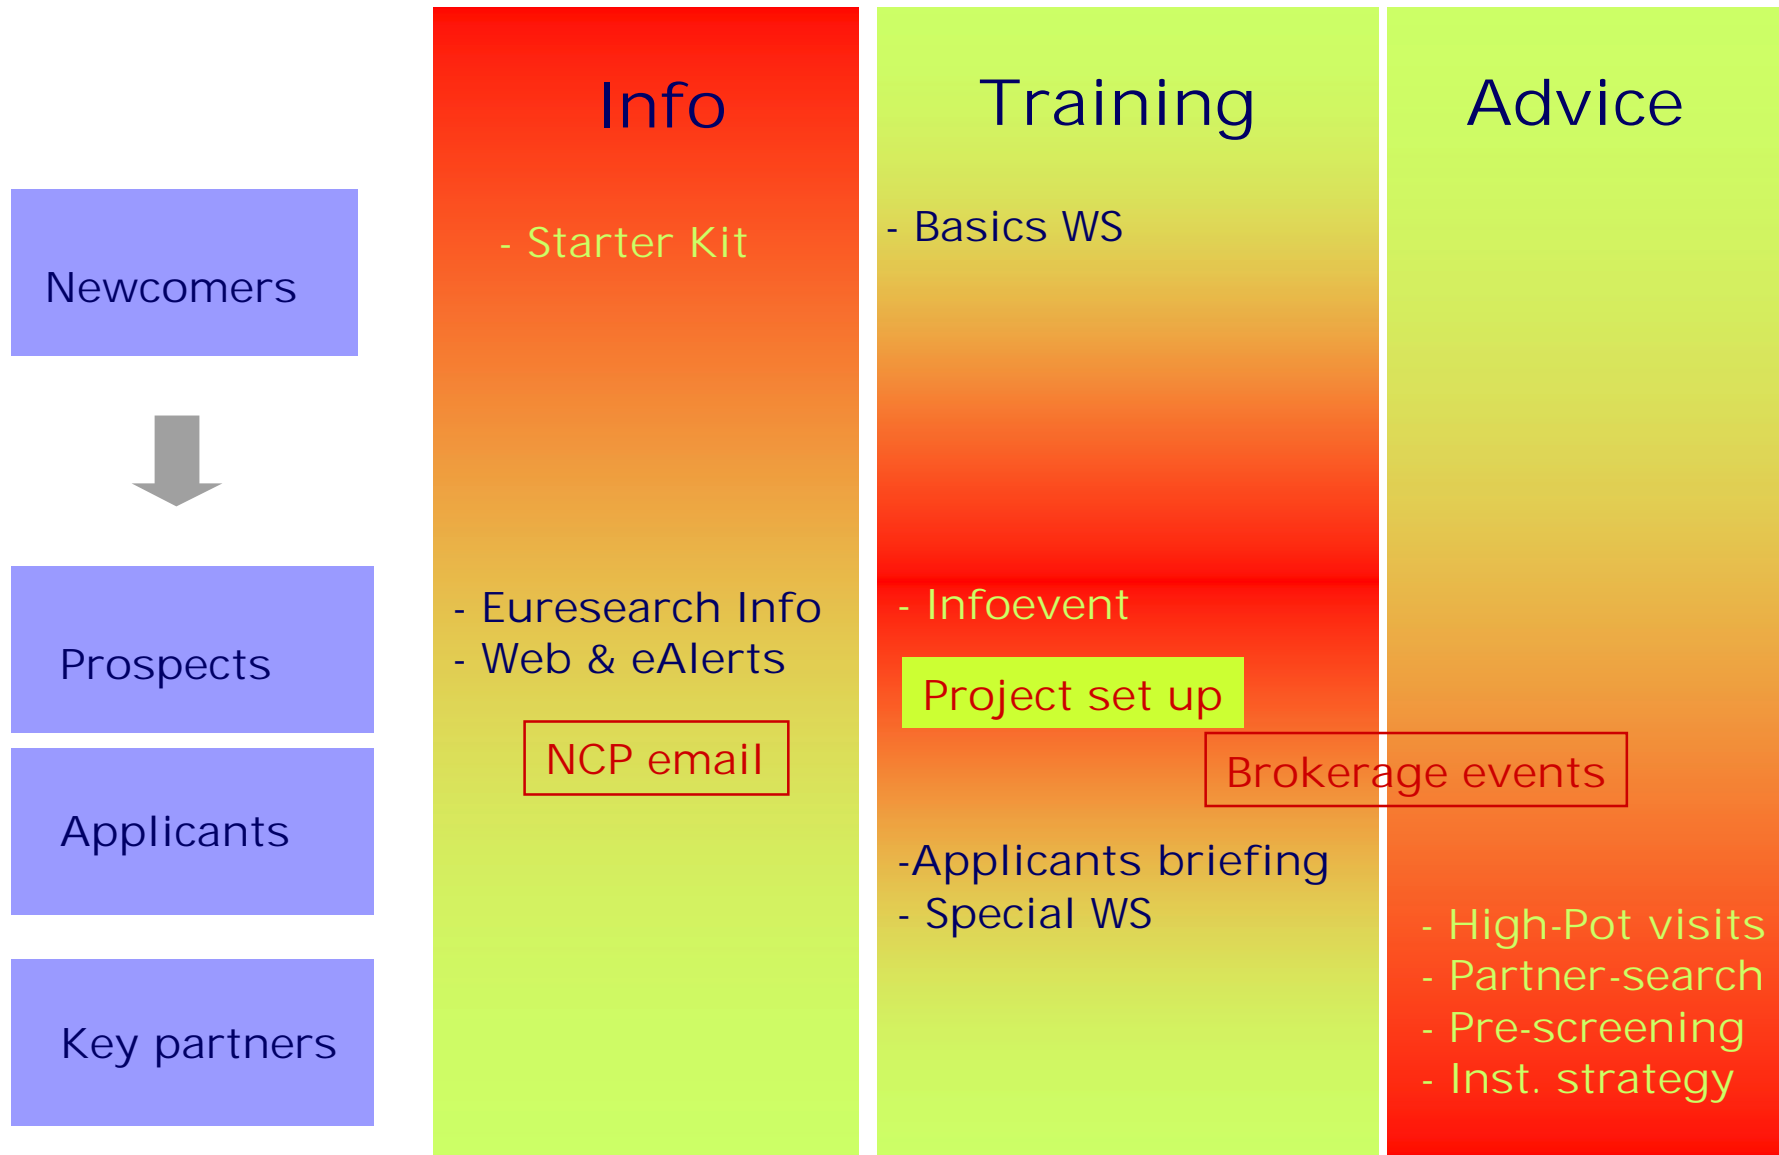 Info
Training
Advice
Newcomers
- Starter Kit
- Basics WS
Prospects
- Euresearch Info
- Web & eAlerts
- Infoevent
Project set up
NCP email
Brokerage events
Applicants
-Applicants briefing
- Special WS
Key partners
- High-Pot visits
- Partner-search
- Pre-screening
- Inst. strategy